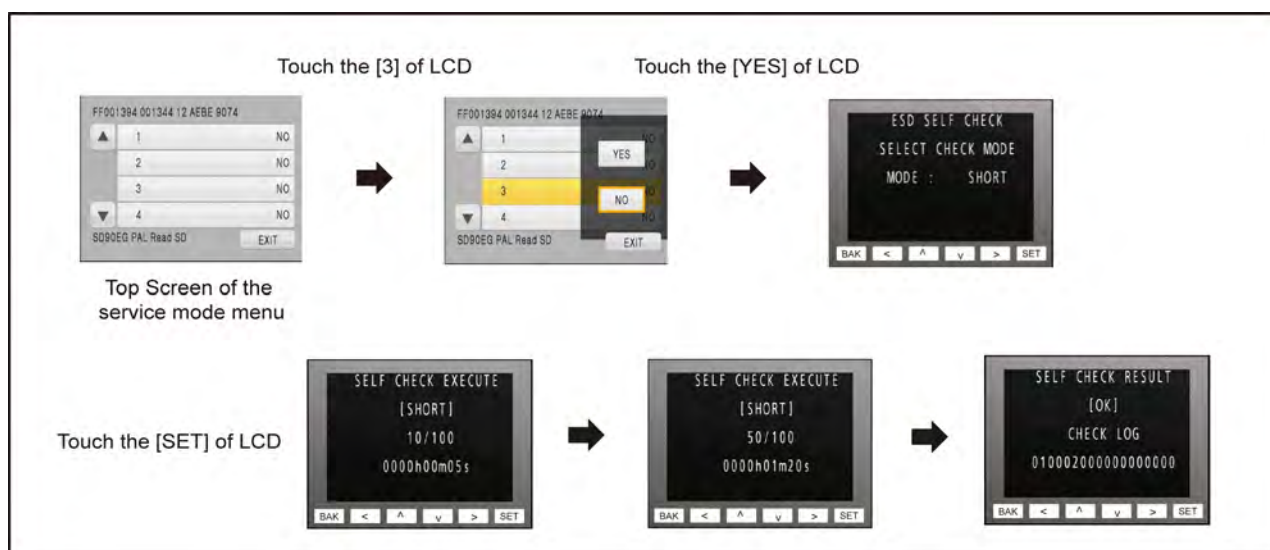 Touch the [3] of LCD
Touch the [YES] of LCD
FF001394 001344 12 AEBE 9074
▲ 1 NO
2 NO
3 NO
▼ 4 NO
SD90EG PAL Read SD EXIT
Top Screen of the
service mode menu
FF001394 001344 12 AEBE 9074
▲ 1 NO
YES
2 NO
3 NO
NO
▼ 4 NO
SD90EG PAL Read SD EXIT
ESD SELF CHECK
SELECT CHECK MODE
MODE : SHORT
BAK < ^ v > SET
Touch the [SET] of LCD
SELF CHECK EXECUTE
[SHORT]
10/100
0000h00m05s
BAK < ^ v > SET
SELF CHECK EXECUTE
[SHORT]
50/100
0000h01m20s
BAK < ^ v > SET
SELF CHECK RESULT
[OK]
CHECK LOG
010002000000000000
BAK < ^ v > SET